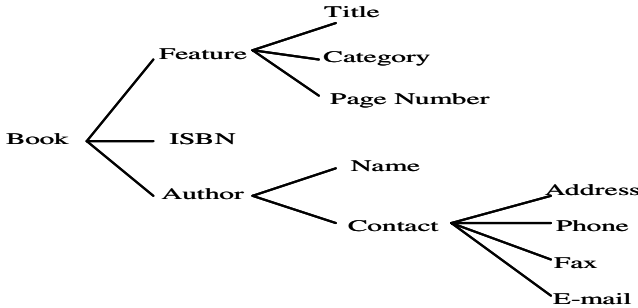 Title
Feature
Category
Page Number
Book
ISBN
Name
Author
Address
Contact
Phone
Fax
E-mail